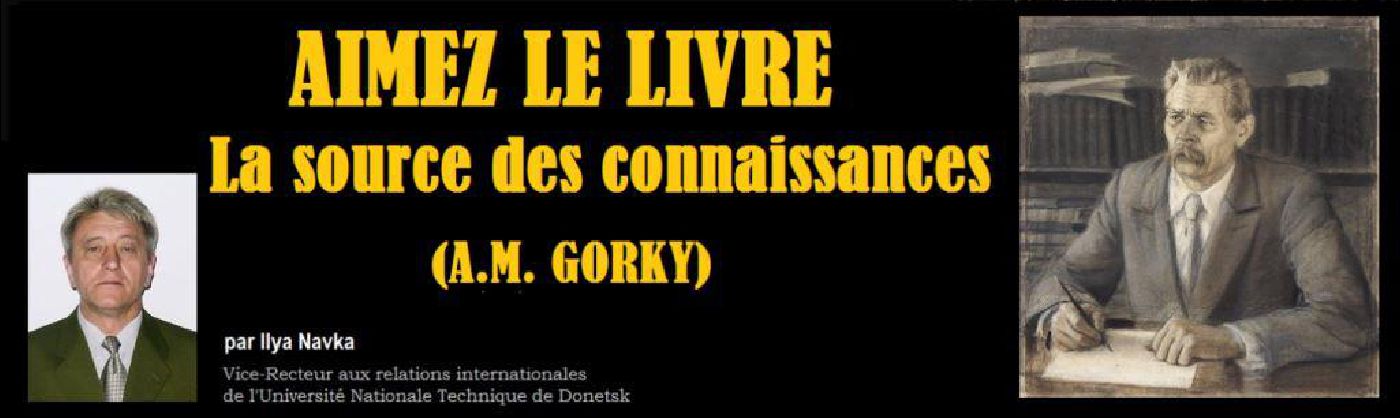 AIMEZ LE LIVRE
La source des connaissances
(A.M. GORKY)
par Ilya Navka
Vice-Recteur aux relations internationales
de l'Université Nationale Technique de Donetsk